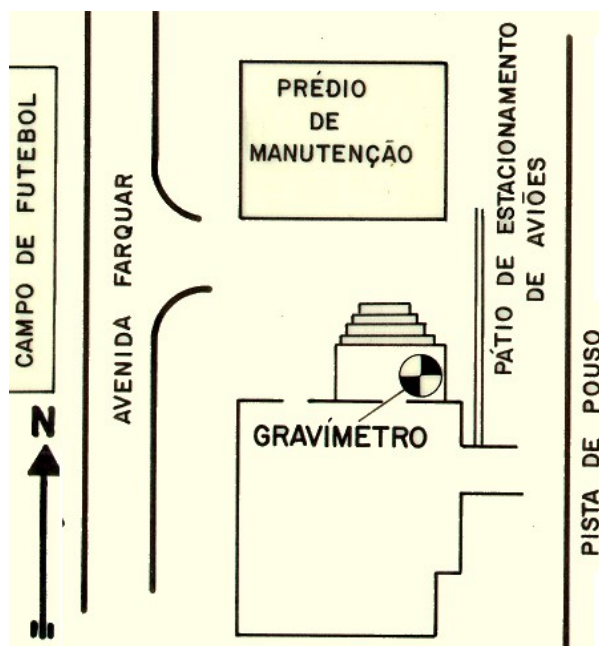 CAMPO DE FUTEBOL
AVENIDA FARQUAR
PRÉDIO
DE
MANUTENÇÃO
PÁTIO DE ESTACIONAMENTO
DE AVIÕES
PISTA DE POUSO
GRAVÍMETRO
N